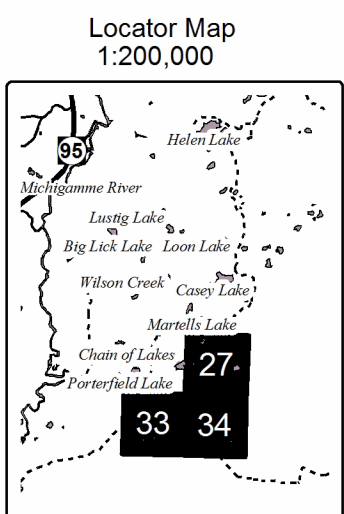 Locator Map
1:200,000
Helen Lake
95
Michigamme River
Lustig Lake
Big Lick Lake
Loon Lake
Wilson Creek
Casey Lake
Martells Lake
Chain of Lakes
27
Porterfield Lake
33
34